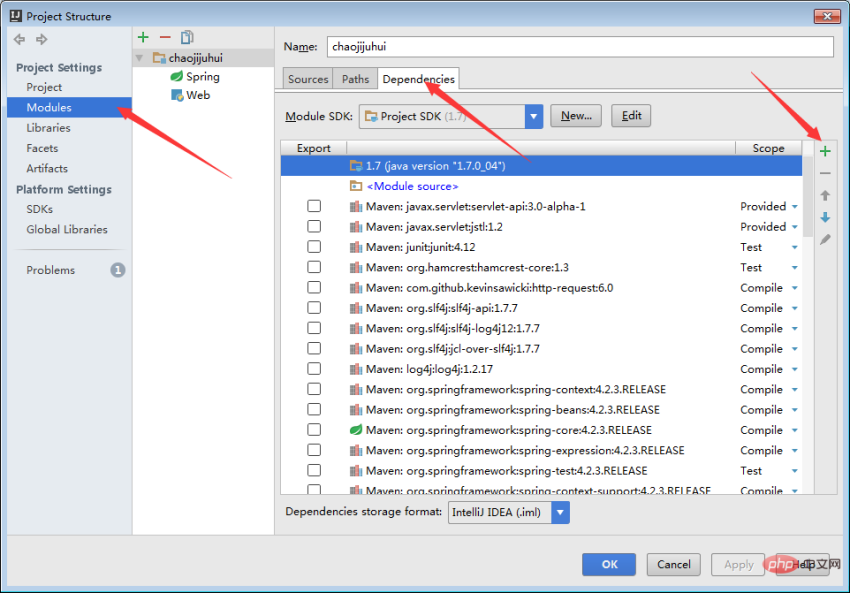 Project Structure
Project Settings
Project
Modules
Libraries
Facets
Artifacts
Platform Settings
SDKs
Global Libraries
Problems 1
chaojijuhui
Spring
Web
Name: chaojijuhui
Sources Paths Dependencies
Module SDK: Project SDK (1.7) New... Edit
Export Scope
1.7 (java version "1.7.0_04")
<Module source>
Maven: javax.servlet:servlet-api:3.0-alpha-1 Provided
Maven: javax.servlet:jstl:1.2 Provided
Maven: junit:junit:4.12 Test
Maven: org.hamcrest:hamcrest-core:1.3 Test
Maven: com.github.kevinsawicki:http-request:6.0 Compile
Maven: org.slf4j:slf4j-api:1.7.7 Compile
Maven: org.slf4j:slf4j-log4j12:1.7.7 Compile
Maven: org.slf4j:jcl-over-slf4j:1.7.7 Compile
Maven: log4j:log4j:1.2.17 Compile
Maven: org.springframework:spring-context:4.2.3.RELEASE Compile
Maven: org.springframework:spring-beans:4.2.3.RELEASE Compile
Maven: org.springframework:spring-core:4.2.3.RELEASE Compile
Maven: org.springframework:spring-expression:4.2.3.RELEASE Compile
Maven: org.springframework:spring-test:4.2.3.RELEASE Test
Maven: org.springframework:spring-context-support:4.2.3.RELEASE Compile
Dependencies storage format: IntelliJ IDEA (.iml)
OK Cancel Apply Help
php中文网